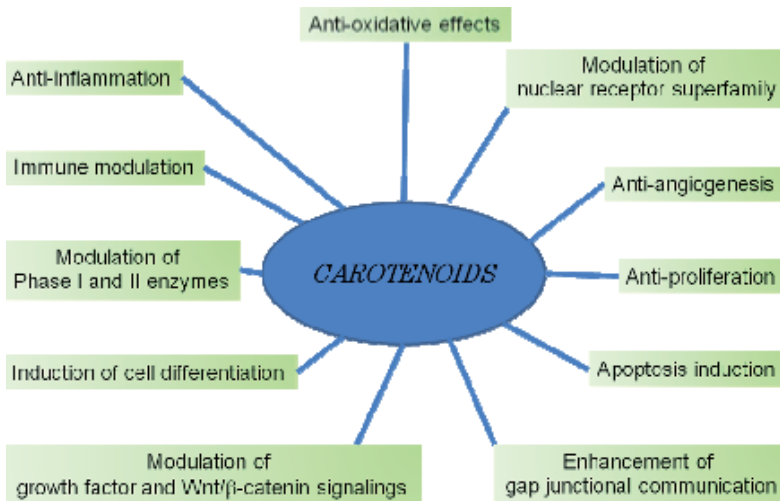 Anti-oxidative effects
Anti-inflammation
Modulation of
nuclear receptor superfamily
Immune modulation
Anti-angiogenesis
Modulation of
Phase I and II enzymes
CAROTENOIDS
Anti-proliferation
Induction of cell differentiation
Apoptosis induction
Modulation of
growth factor and Wnt/β-catenin signalings
Enhancement of
gap junctional communication